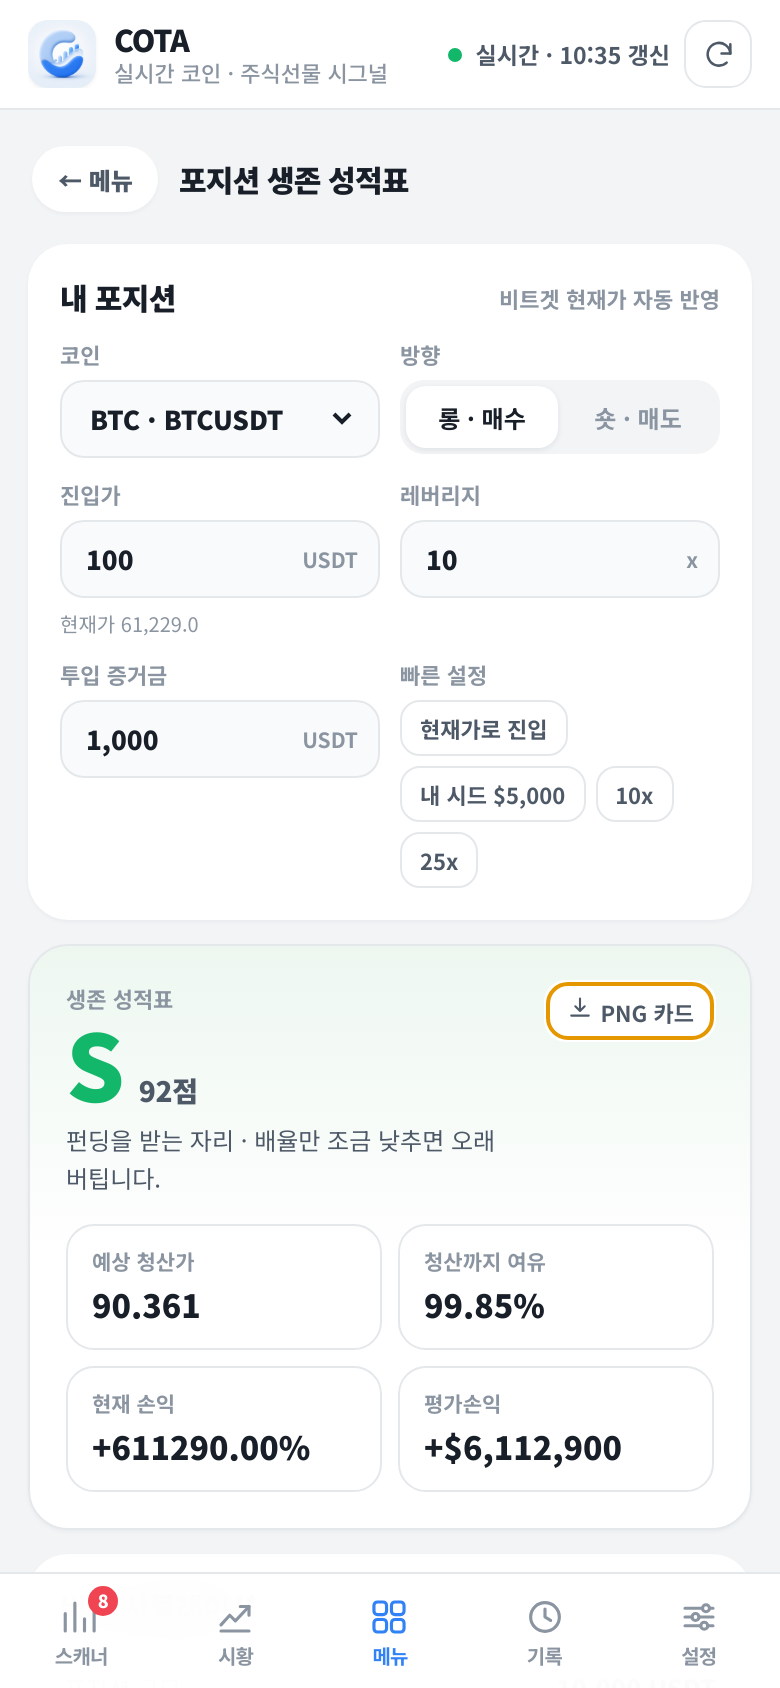 COTA
실시간 코인 · 주식선물 시그널
실시간 · 10:35 갱신
← 메뉴
포지션 생존 성적표
내 포지션
비트겟 현재가 자동 반영
코인
방향
BTC · BTCUSDT
롱 · 매수
숏 · 매도
진입가
레버리지
100 USDT
10 x
현재가 61,229.0
투입 증거금
빠른 설정
1,000 USDT
현재가로 진입
내 시드 $5,000
10x
25x
생존 성적표
PNG 카드
S 92점
펀딩을 받는 자리 · 배율만 조금 낮추면 오래
버팁니다.
예상 청산가
90.361
청산까지 여유
99.85%
현재 손익
+611290.00%
평가손익
+$6,112,900
8
스캐너
시황
메뉴
기록
설정